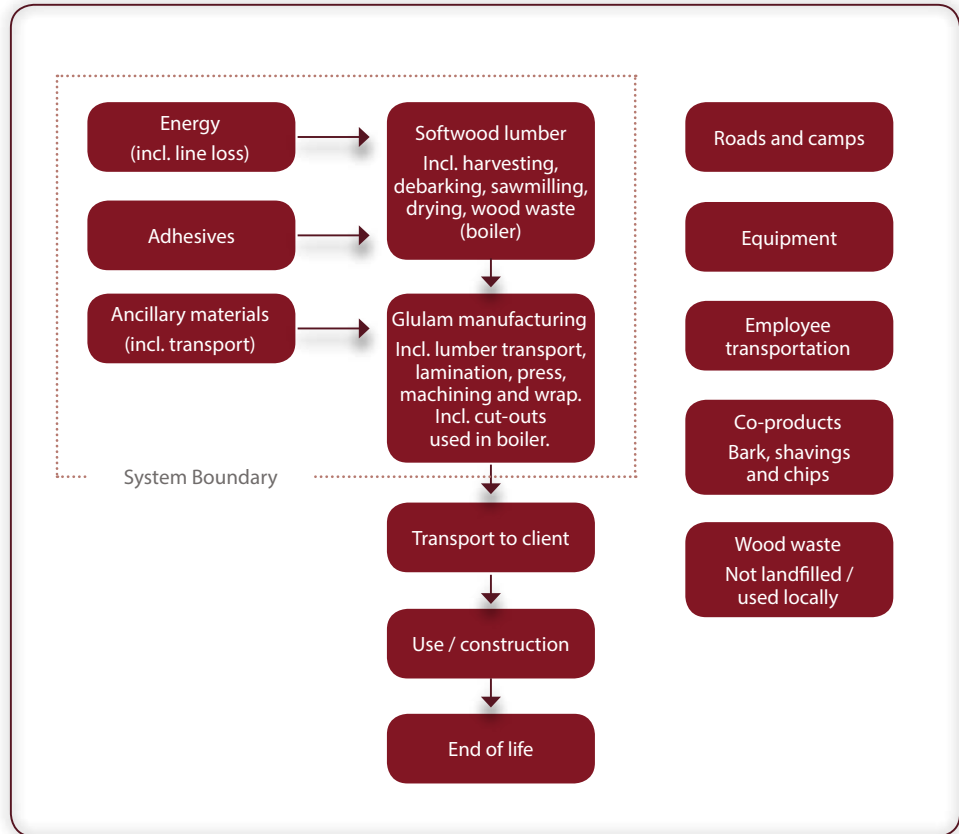 Energy
(incl. line loss)
Adhesives
Ancillary materials
(incl. transport)
Softwood lumber
Incl. harvesting,
debarking, sawmilling,
drying, wood waste
(boiler)
Glulam manufacturing
Incl. lumber transport,
lamination, press,
machining and wrap.
Incl. cut-outs
used in boiler.
System Boundary
Transport to client
Use / construction
End of life
Roads and camps
Equipment
Employee
transportation
Co-products
Bark, shavings
and chips
Wood waste
Not landfilled /
used locally